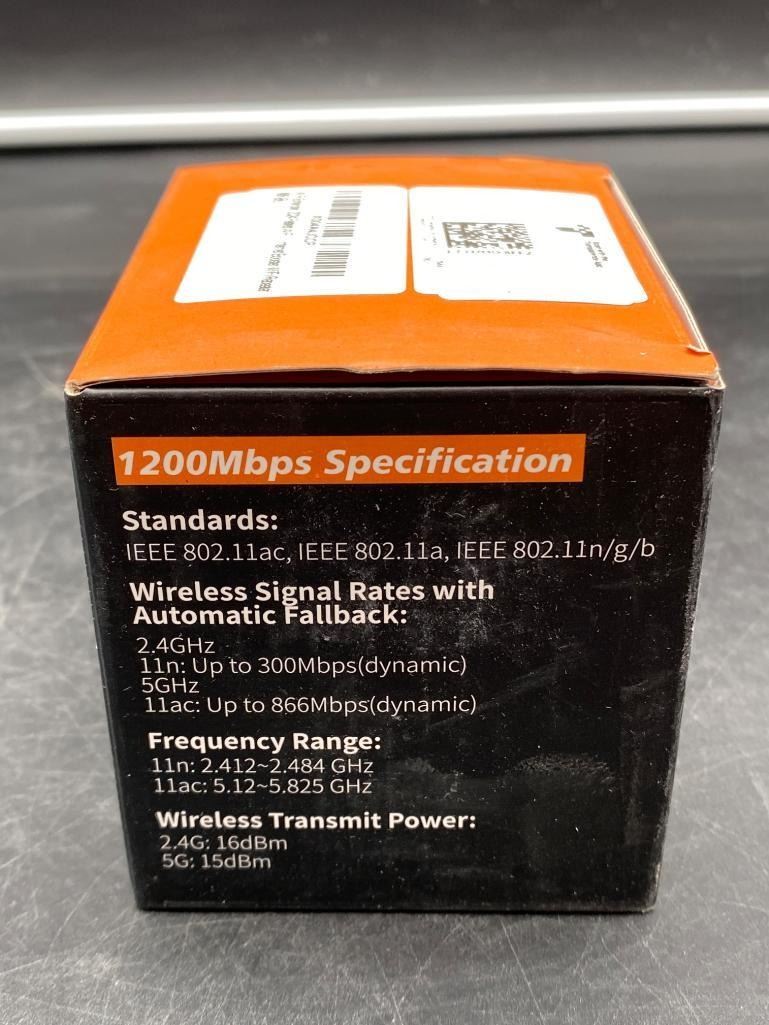 1200Mbps Specification
Standards:
IEEE 802.11ac, IEEE 802.11a, IEEE 802.11n/g/b
Wireless Signal Rates with
Automatic Fallback:
2.4GHz
11n: Up to 300Mbps(dynamic)
5GHz
11ac: Up to 866Mbps(dynamic)
Frequency Range:
11n: 2.412~2.484 GHz
11ac: 5.12~5.825 GHz
Wireless Transmit Power:
2.4G: 16dBm
5G: 15dBm